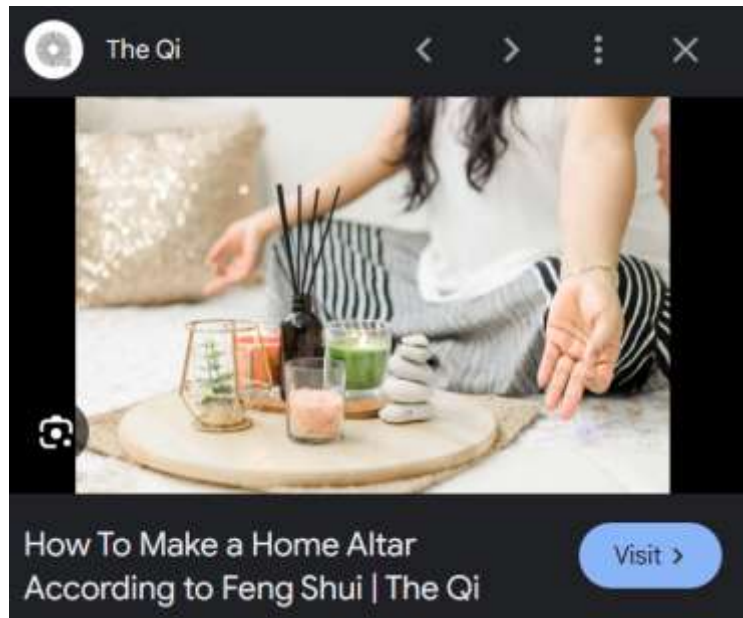 The Qi
How To Make a Home Altar
According to Feng Shui | The Qi
Visit >